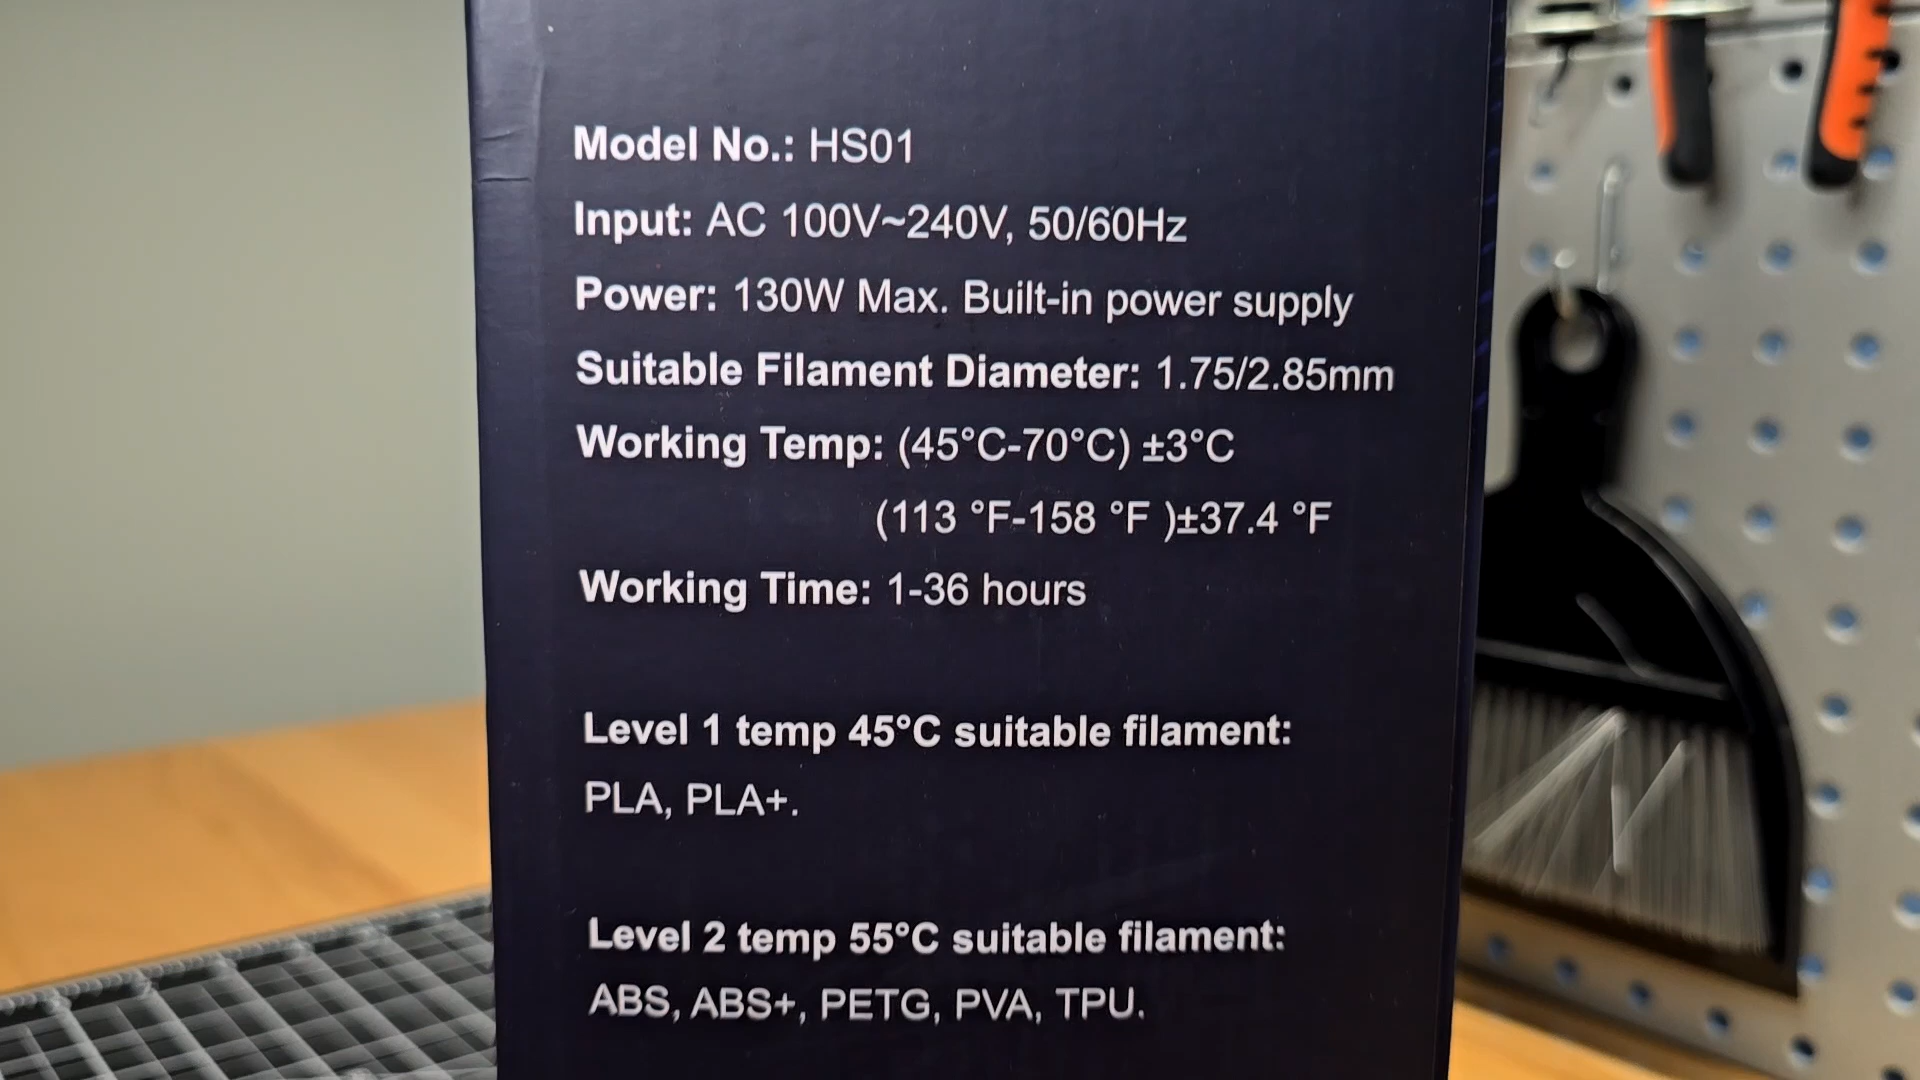 Model No.: HS01
Input: AC 100V~240V, 50/60Hz
Power: 130W Max. Built-in power supply
Suitable Filament Diameter: 1.75/2.85mm
Working Temp: (45°C-70°C) ±3°C
(113 °F-158 °F )±37.4 °F
Working Time: 1-36 hours
Level 1 temp 45°C suitable filament:
PLA, PLA+.
Level 2 temp 55°C suitable filament:
ABS, ABS+, PETG, PVA, TPU.